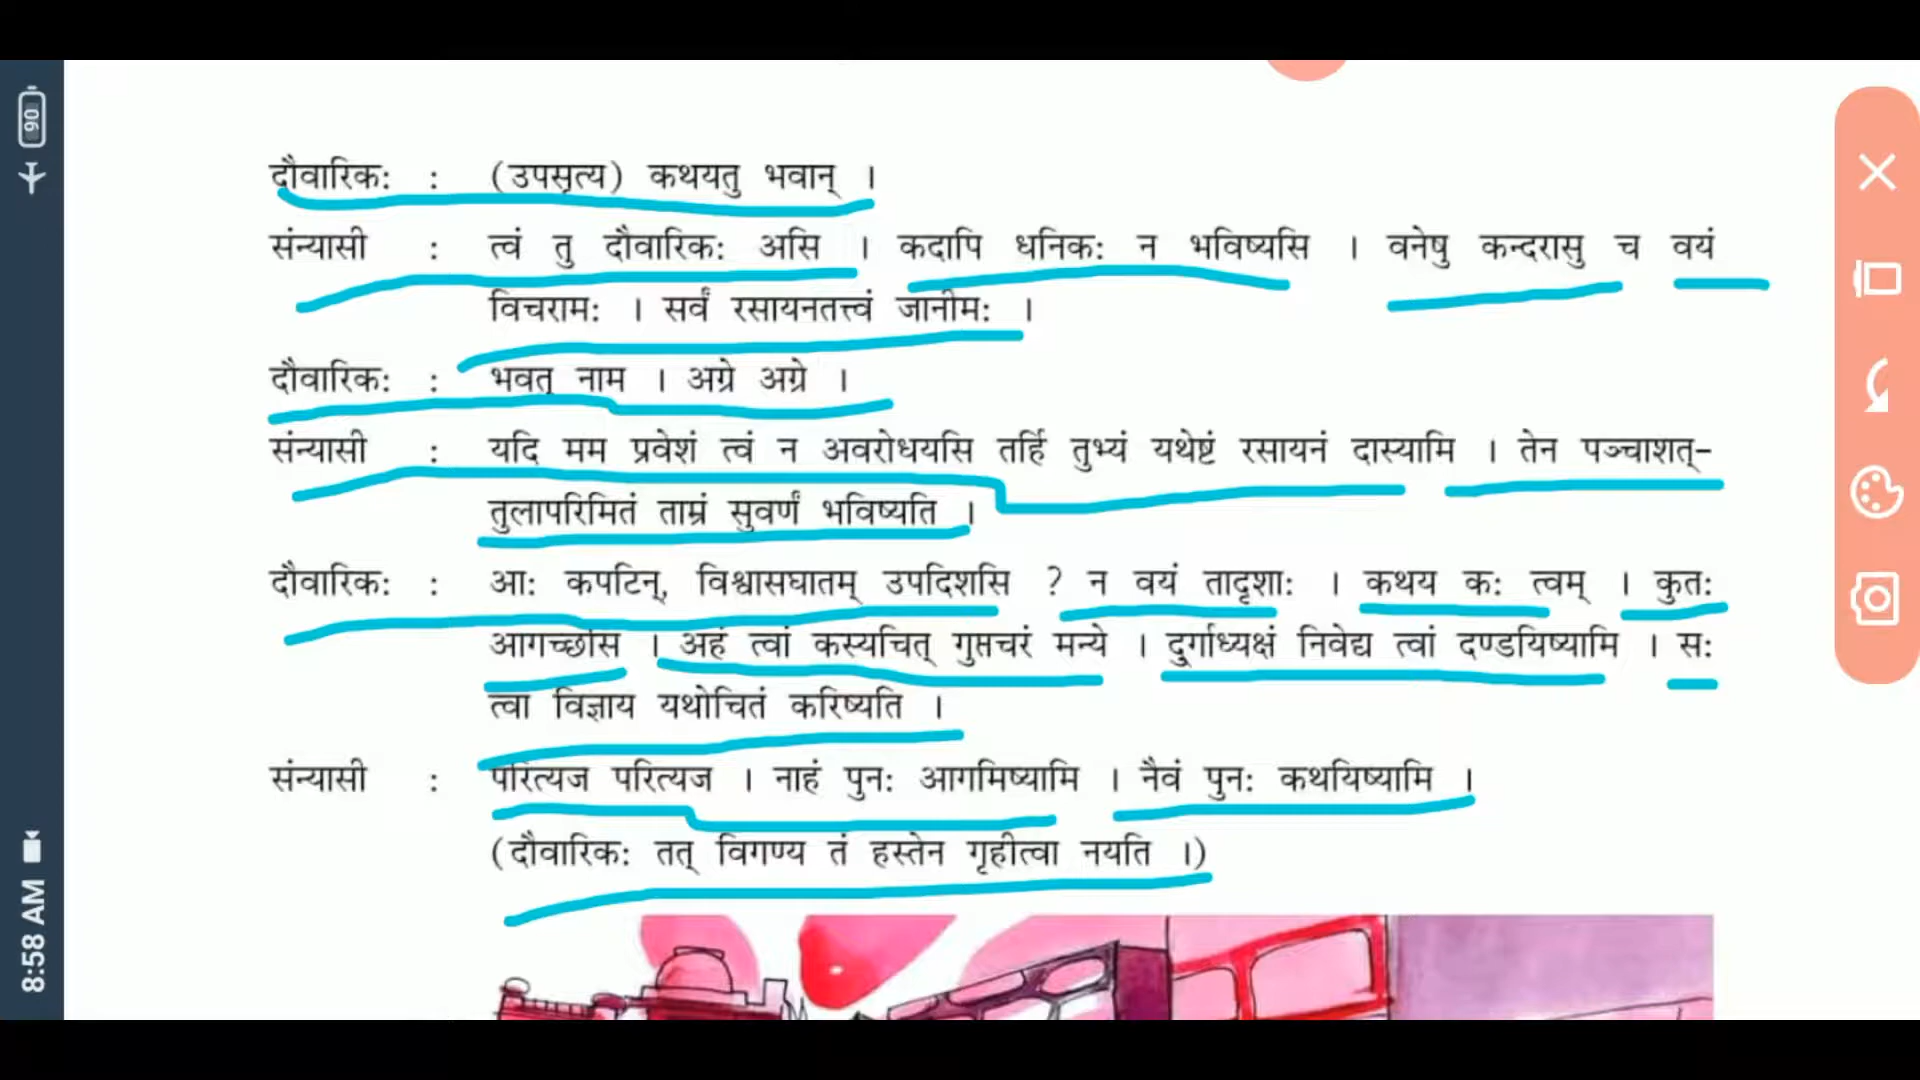 दौवारिकः : (उपसृत्य) कथयतु भवान् ।
संन्यासी : त्वं तु दौवारिकः असि । कदापि धनिकः न भविष्यसि । वनेषु कन्दरासु च वयं
विचरामः । सर्वं रसायनतत्त्वं जानीमः ।
दौवारिकः : भवतु नाम । अग्रे अग्रे ।
संन्यासी : यदि मम प्रवेशं त्वं न अवरोधयसि तर्हि तुभ्यं यथेष्टं रसायनं दास्यामि । तेन पञ्चाशत्-
तुलापरिमितं ताम्रं सुवर्णं भविष्यति ।
दौवारिकः : आः कपटिन्, विश्वासघातम् उपदिशसि ? न वयं तादृशाः । कथय कः त्वम् । कुतः
आगच्छसि । अहं त्वां कस्यचित् गुप्तचरं मन्ये । दुर्गाध्यक्षं निवेद्य त्वां दण्डयिष्यामि । सः
त्वा विज्ञाय यथोचितं करिष्यति ।
संन्यासी : परित्यज परित्यज । नाहं पुनः आगमिष्यामि । नैवं पुनः कथयिष्यामि ।
(दौवारिकः तत् विगण्य तं हस्तेन गृहीत्वा नयति ।)
90
8:58 AM